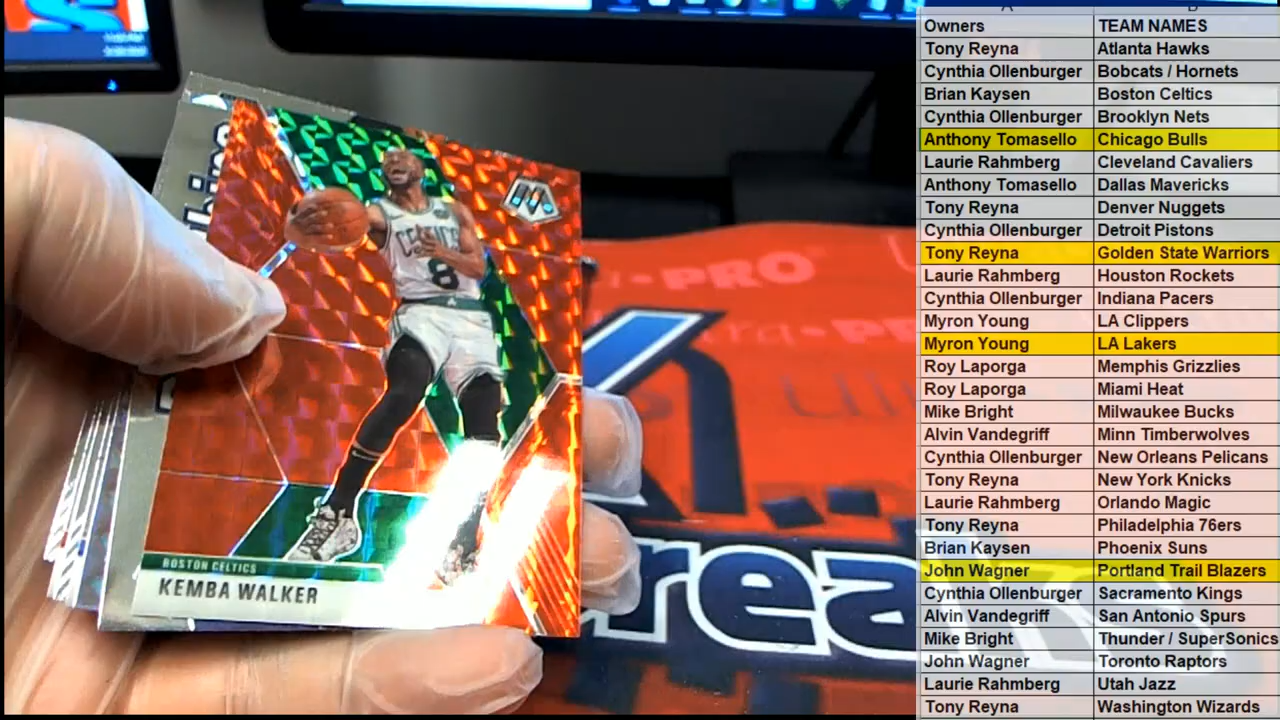 CELTICS
8
BOSTON CELTICS
KEMBA WALKER
M
PRO
rea
Owners TEAM NAMES
Tony Reyna Atlanta Hawks
Cynthia Ollenburger Bobcats / Hornets
Brian Kaysen Boston Celtics
Cynthia Ollenburger Brooklyn Nets
Anthony Tomasello Chicago Bulls
Laurie Rahmberg Cleveland Cavaliers
Anthony Tomasello Dallas Mavericks
Tony Reyna Denver Nuggets
Cynthia Ollenburger Detroit Pistons
Tony Reyna Golden State Warriors
Laurie Rahmberg Houston Rockets
Cynthia Ollenburger Indiana Pacers
Myron Young LA Clippers
Myron Young LA Lakers
Roy Laporga Memphis Grizzlies
Roy Laporga Miami Heat
Mike Bright Milwaukee Bucks
Alvin Vandegriff Minn Timberwolves
Cynthia Ollenburger New Orleans Pelicans
Tony Reyna New York Knicks
Laurie Rahmberg Orlando Magic
Tony Reyna Philadelphia 76ers
Brian Kaysen Phoenix Suns
John Wagner Portland Trail Blazers
Cynthia Ollenburger Sacramento Kings
Alvin Vandegriff San Antonio Spurs
Mike Bright Thunder / SuperSonics
John Wagner Toronto Raptors
Laurie Rahmberg Utah Jazz
Tony Reyna Washington Wizards